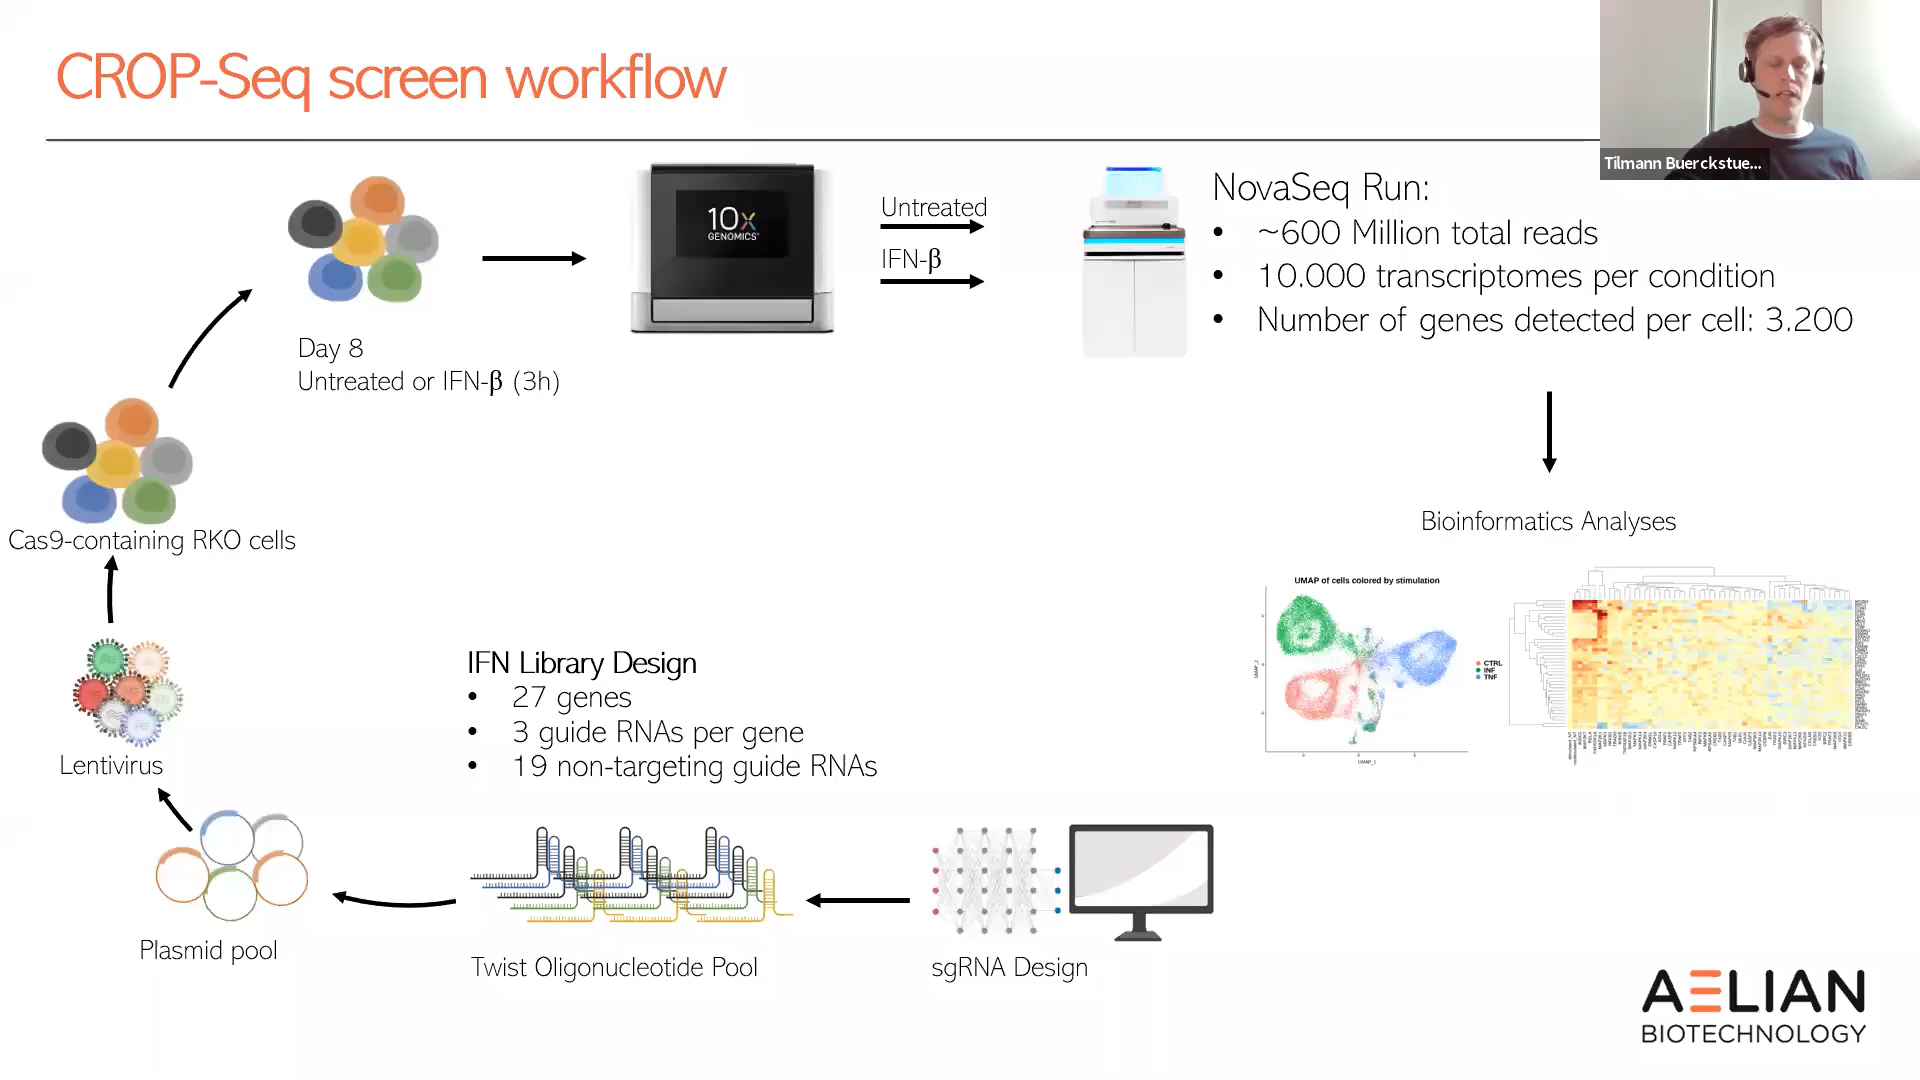 CROP-Seq screen workflow
Tilmann Buerckstue...
10x
GENOMICS
Untreated
IFN-β
NovaSeq Run:
• ~600 Million total reads
• 10.000 transcriptomes per condition
• Number of genes detected per cell: 3.200
Day 8
Untreated or IFN-β (3h)
Cas9-containing RKO cells
Bioinformatics Analyses
UMAP of cells colored by stimulation
CTRL
INF
TNF
UMAP_1
IFN Library Design
• 27 genes
• 3 guide RNAs per gene
• 19 non-targeting guide RNAs
Lentivirus
Plasmid pool
Twist Oligonucleotide Pool
sgRNA Design
AELIAN
BIOTECHNOLOGY